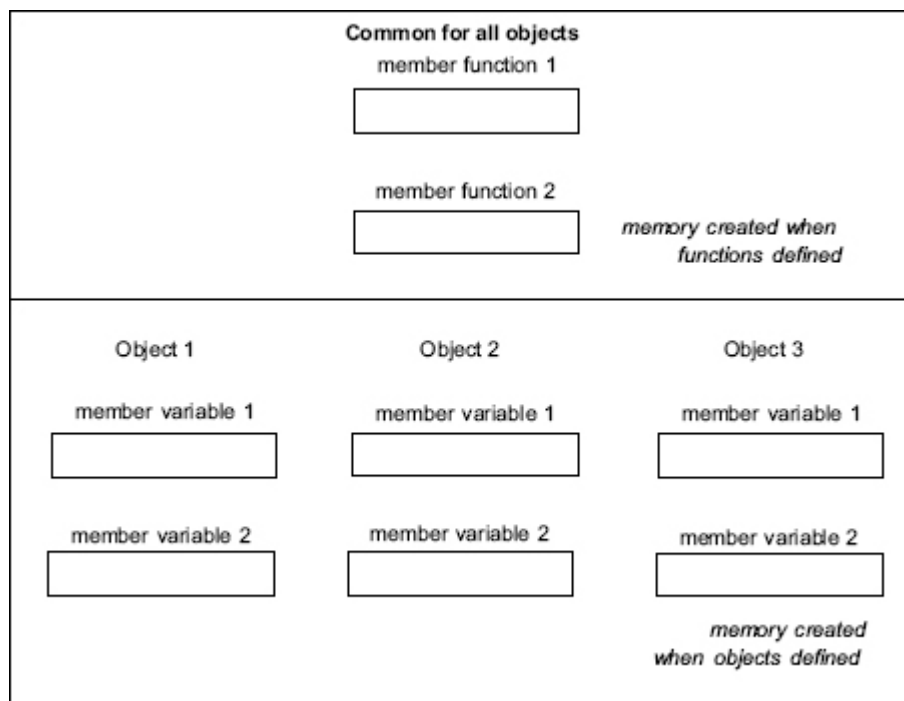 Common for all objects
member function 1
member function 2
memory created when
functions defined
Object 1
Object 2
Object 3
member variable 1
member variable 1
member variable 1
member variable 2
member variable 2
member variable 2
memory created
when objects defined